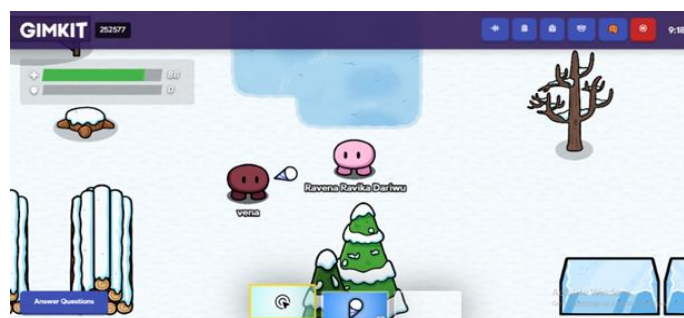 GIMKIT 252577
9:18
88
0
Ravena Ravika Dariwu
vena
Answer Questions